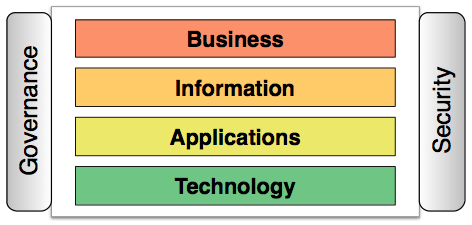 Governance
Business
Information
Applications
Technology
Security